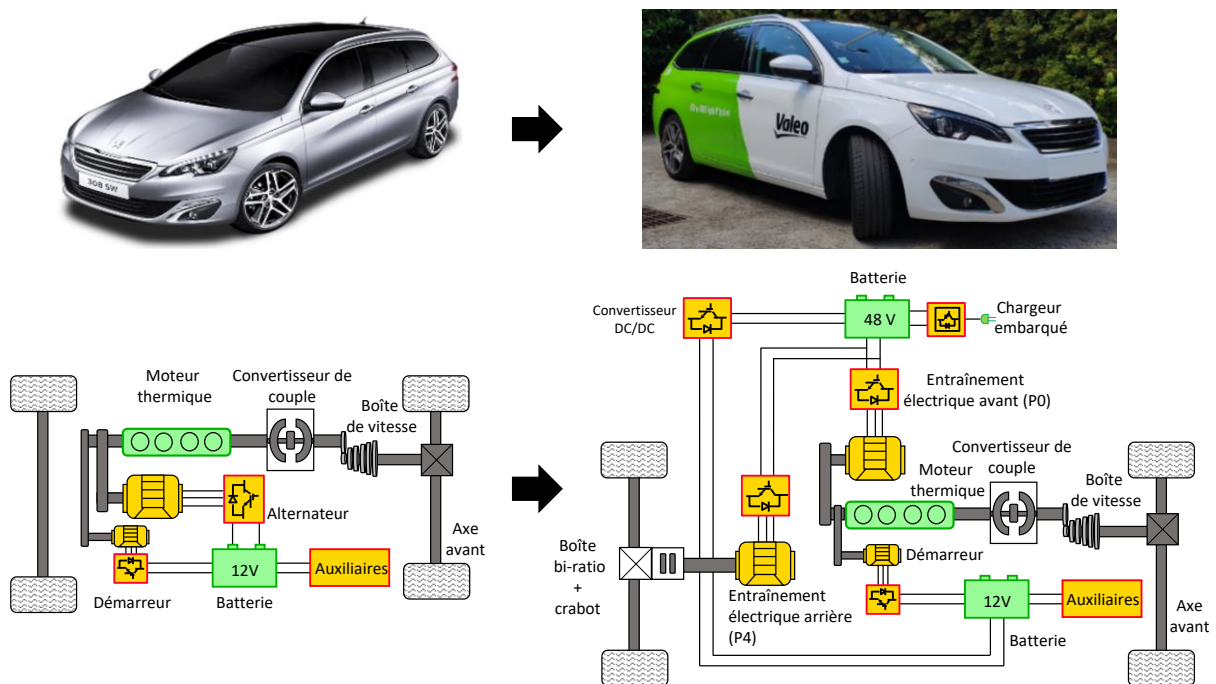 308 SW
Valeo
Moteur
thermique
Convertisseur de
couple
Boîte
de vitesse
Alternateur
Axe
avant
12V
Auxiliaires
Démarreur
Batterie
Batterie
Convertisseur
DC/DC
48 V
Chargeur
embarqué
Entraînement
électrique avant (P0)
Convertisseur de
couple
Moteur
thermique
Boîte
de vitesse
Démarreur
Boîte
bi-ratio
+
crabot
Entraînement
électrique arrière
(P4)
12V
Auxiliaires
Batterie
Axe
avant